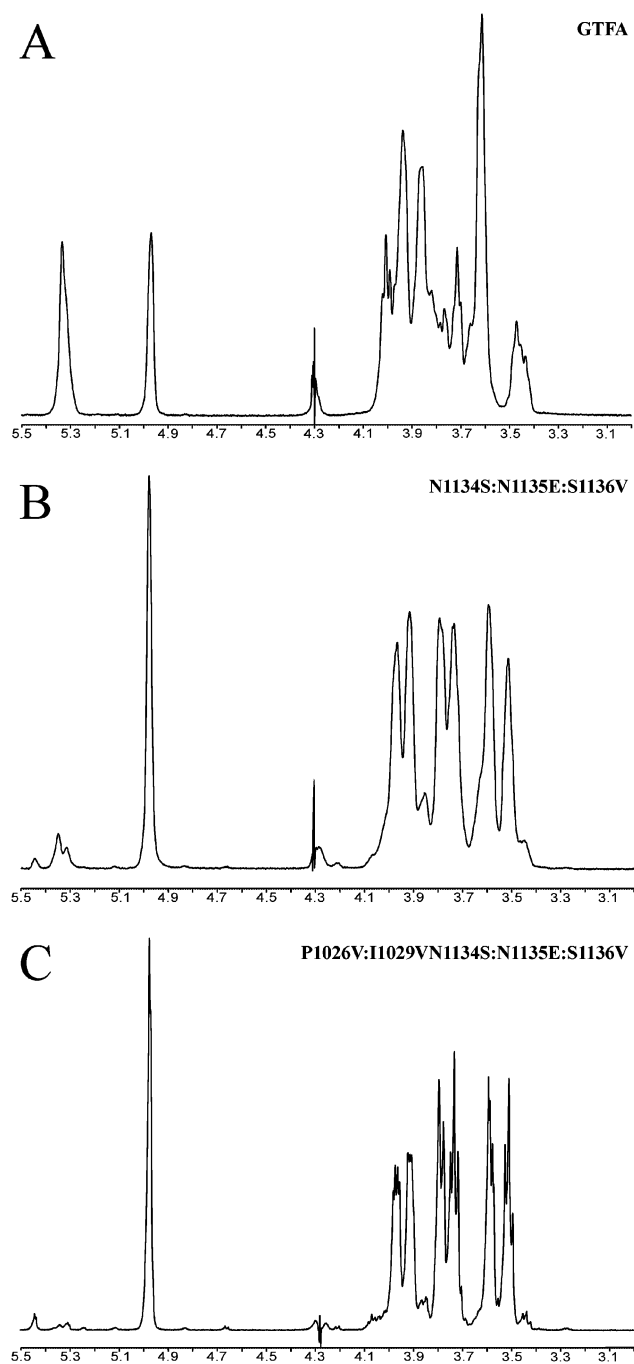 A
GTFA
5.5 5.3 5.1 4.9 4.7 4.5 4.3 4.1 3.9 3.7 3.5 3.3 3.1
B
N1134S:N1135E:S1136V
5.5 5.3 5.1 4.9 4.7 4.5 4.3 4.1 3.9 3.7 3.5 3.3 3.1
C
P1026V:I1029VN1134S:N1135E:S1136V
5.5 5.3 5.1 4.9 4.7 4.5 4.3 4.1 3.9 3.7 3.5 3.3 3.1